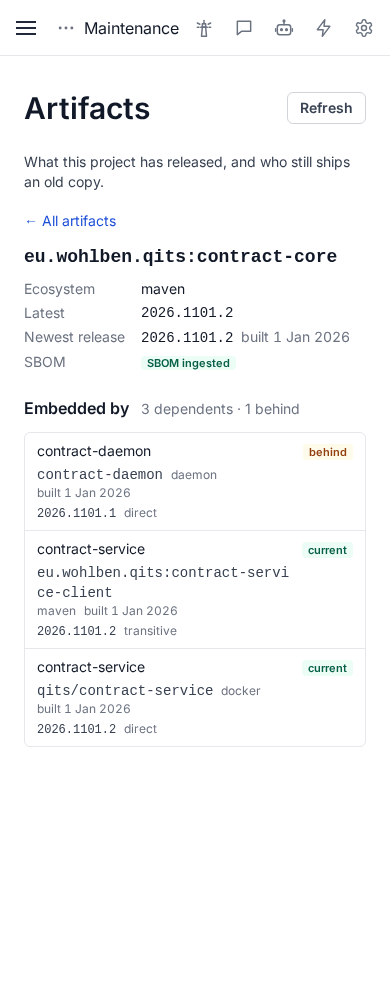 Maintenance
Artifacts
Refresh
What this project has released, and who still ships
an old copy.
← All artifacts
eu.wohlben.qits:contract-core
Ecosystem maven
Latest 2026.1101.2
Newest release 2026.1101.2 built 1 Jan 2026
SBOM SBOM ingested
Embedded by 3 dependents · 1 behind
contract-daemon behind
contract-daemon daemon
built 1 Jan 2026
2026.1101.1 direct
contract-service current
eu.wohlben.qits:contract-servi
ce-client
maven built 1 Jan 2026
2026.1101.2 transitive
contract-service current
qits/contract-service docker
built 1 Jan 2026
2026.1101.2 direct